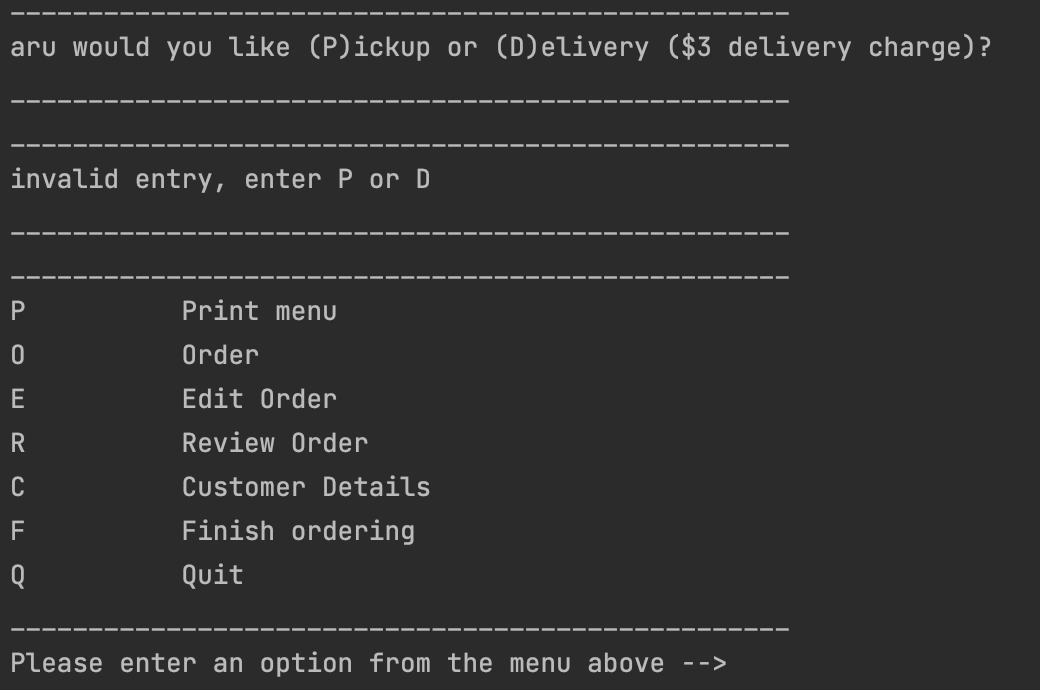 --------------------------------------------------
aru would you like (P)ickup or (D)elivery ($3 delivery charge)?
--------------------------------------------------
--------------------------------------------------
invalid entry, enter P or D
--------------------------------------------------
--------------------------------------------------
P          Print menu
O          Order
E          Edit Order
R          Review Order
C          Customer Details
F          Finish ordering
Q          Quit
--------------------------------------------------
Please enter an option from the menu above -->